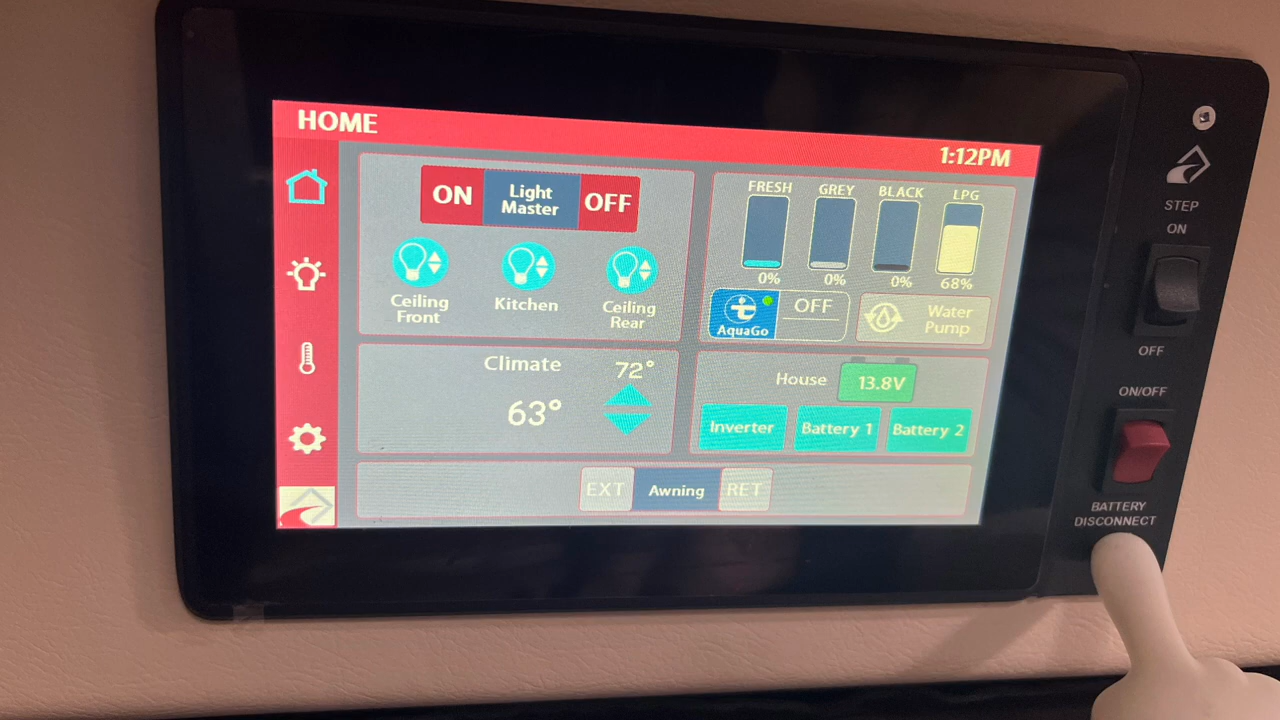 HOME
1:12PM
ON
Light
Master
OFF
Ceiling
Front
Kitchen
Ceiling
Rear
FRESH GREY BLACK LPG
0% 0% 0% 68%
AquaGo
OFF
Water
Pump
Climate
72°
63°
House
13.8V
Inverter
Battery 1
Battery 2
EXT
Awning
RET
STEP
ON
OFF
ON/OFF
BATTERY
DISCONNECT